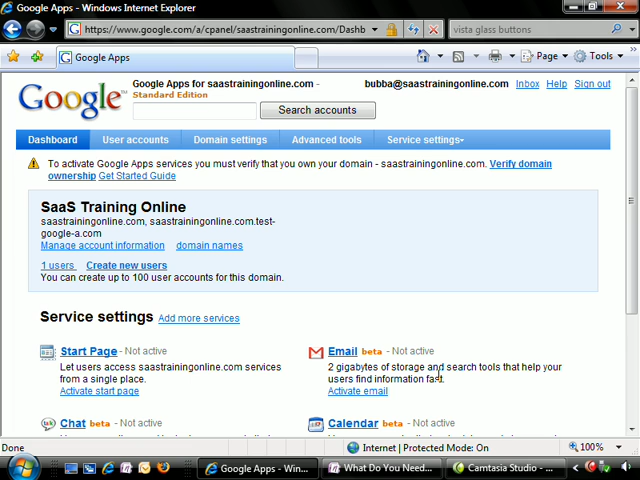 Google Apps - Windows Internet Explorer
https://www.google.com/a/cpanel/saastrainingonline.com/Dashb
vista glass buttons
Google Apps
Page
Tools
Google™
Google Apps for saastrainingonline.com -
Standard Edition
bubba@saastrainingonline.com Inbox Help Sign out
Search accounts
Dashboard User accounts Domain settings Advanced tools Service settings
To activate Google Apps services you must verify that you own your domain - saastrainingonline.com. Verify domain
ownership Get Started Guide
SaaS Training Online
saastrainingonline.com, saastrainingonline.com.test-
google-a.com
Manage account information domain names
1 users Create new users
You can create up to 100 user accounts for this domain.
Service settings Add more services
Start Page - Not active
Let users access saastrainingonline.com services
from a single place.
Activate start page
Email beta - Not active
2 gigabytes of storage and search tools that help your
users find information fast.
Activate email
talk
Chat beta - Not active
Calendar beta - Not active
Done
Internet | Protected Mode: On
100%
Google Apps - Win...
What Do You Need...
Camtasia Studio - ...